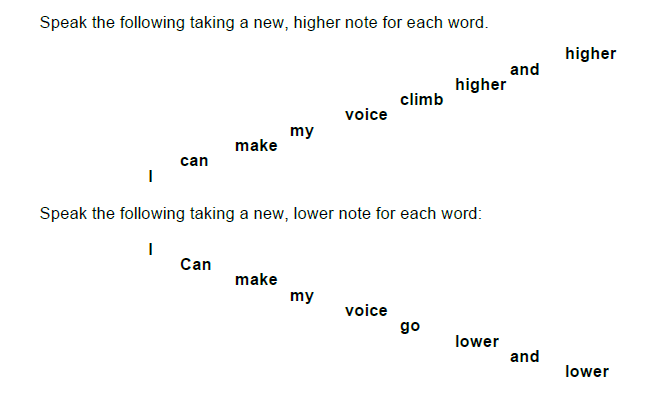 Speak the following taking a new, higher note for each word.
I can make my voice climb higher and higher
Speak the following taking a new, lower note for each word:
I Can make my voice go lower and lower